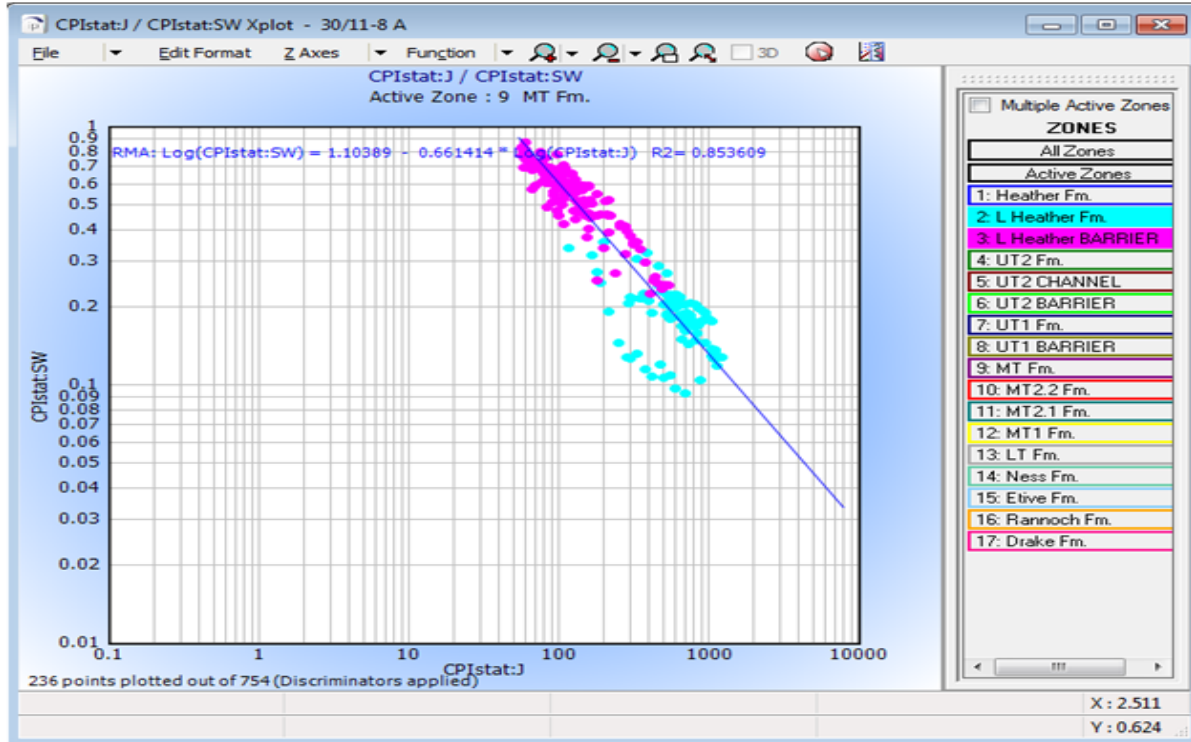 CPIstat:J / CPIstat:SW Xplot - 30/11-8 A
File Edit Format Z Axes Function 3D
CPIstat:J / CPIstat:SW
Active Zone : 9 MT Fm.
RMA: Log(CPIstat:SW) = 1.10389 - 0.661414 * Log(CPIstat:J) R2= 0.853609
1
0.9
0.8
0.7
0.6
0.5
0.4
0.3
0.2
0.1
0.09
0.08
0.07
0.06
0.05
0.04
0.03
0.02
0.01
CPIstat:SW
0.1 1 10 100 1000 10000
CPIstat:J
236 points plotted out of 754 (Discriminators applied)
Multiple Active Zones
ZONES
All Zones
Active Zones
1: Heather Fm.
2: L Heather Fm.
3: L Heather BARRIER
4: UT2 Fm.
5: UT2 CHANNEL
6: UT2 BARRIER
7: UT1 Fm.
8: UT1 BARRIER
9: MT Fm.
10: MT2.2 Fm.
11: MT2.1 Fm.
12: MT1 Fm.
13: LT Fm.
14: Ness Fm.
15: Etive Fm.
16: Rannoch Fm.
17: Drake Fm.
X : 2.511
Y : 0.624